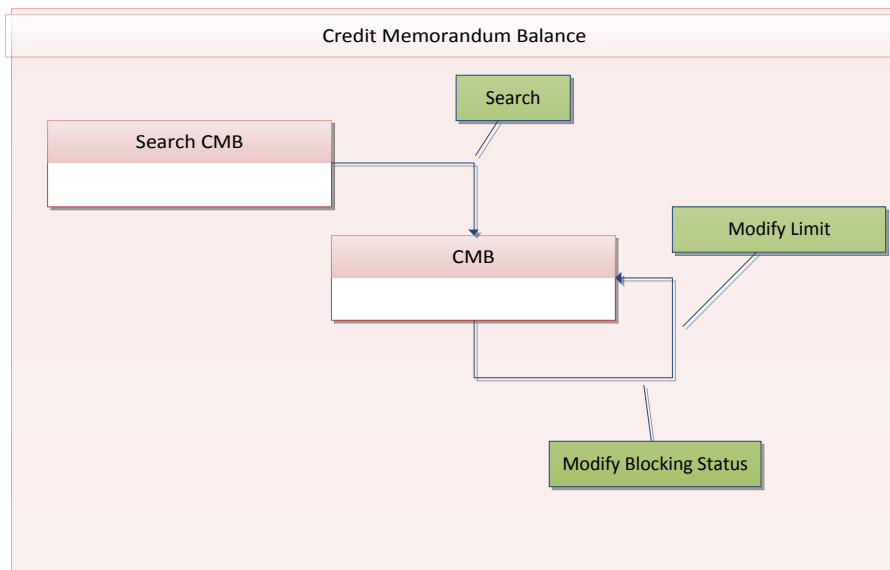 Credit Memorandum Balance
Search
Search CMB
Modify Limit
CMB
Modify Blocking Status